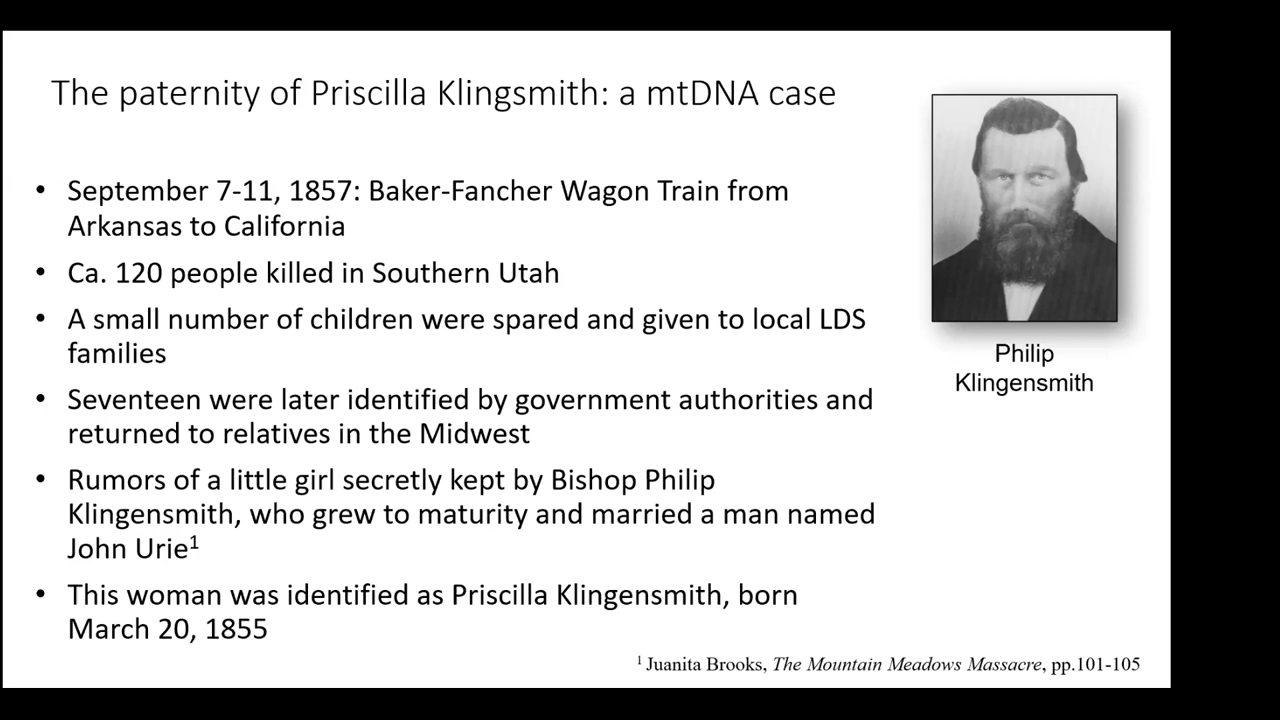 The paternity of Priscilla Klingsmith: a mtDNA case
• September 7-11, 1857: Baker-Fancher Wagon Train from
Arkansas to California
• Ca. 120 people killed in Southern Utah
• A small number of children were spared and given to local LDS
families
• Seventeen were later identified by government authorities and
returned to relatives in the Midwest
• Rumors of a little girl secretly kept by Bishop Philip
Klingensmith, who grew to maturity and married a man named
John Urie¹
• This woman was identified as Priscilla Klingensmith, born
March 20, 1855
Philip
Klingensmith
¹ Juanita Brooks, The Mountain Meadows Massacre, pp.101-105